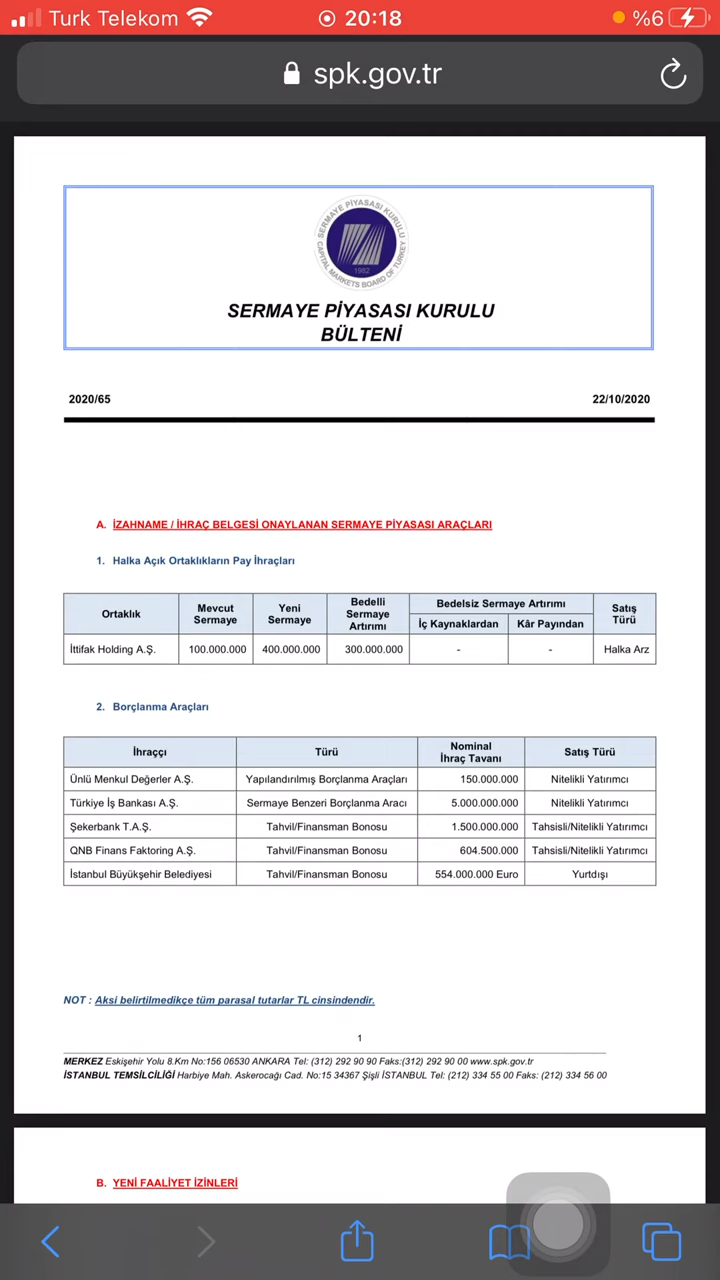 Turk Telekom
20:18
%6
spk.gov.tr
SERMAYE PİYASASI KURULU
CAPITAL MARKETS BOARD OF TURKEY
1982
SERMAYE PİYASASI KURULU
BÜLTENİ
2020/65 22/10/2020
A. İZAHNAME / İHRAÇ BELGESİ ONAYLANAN SERMAYE PİYASASI ARAÇLARI
1. Halka Açık Ortaklıkların Pay İhraçları
Ortaklık
Mevcut
Sermaye
Yeni
Sermaye
Bedelli
Sermaye
Artırımı
Bedelsiz Sermaye Artırımı
İç Kaynaklardan Kâr Payından
Satış
Türü
İttifak Holding A.Ş. 100.000.000 400.000.000 300.000.000 - - Halka Arz
2. Borçlanma Araçları
İhraççı
Türü
Nominal
İhraç Tavanı
Satış Türü
Ünlü Menkul Değerler A.Ş. Yapılandırılmış Borçlanma Araçları 150.000.000 Nitelikli Yatırımcı
Türkiye İş Bankası A.Ş. Sermaye Benzeri Borçlanma Aracı 5.000.000.000 Nitelikli Yatırımcı
Şekerbank T.A.Ş. Tahvil/Finansman Bonosu 1.500.000.000 Tahsisli/Nitelikli Yatırımcı
QNB Finans Faktoring A.Ş. Tahvil/Finansman Bonosu 604.500.000 Tahsisli/Nitelikli Yatırımcı
İstanbul Büyükşehir Belediyesi Tahvil/Finansman Bonosu 554.000.000 Euro Yurtdışı
NOT : Aksi belirtilmedikçe tüm parasal tutarlar TL cinsindendir.
1
MERKEZ Eskişehir Yolu 8.Km No:156 06530 ANKARA Tel: (312) 292 90 90 Faks:(312) 292 90 00 www.spk.gov.tr
İSTANBUL TEMSİLCİLİĞİ Harbiye Mah. Askerocağı Cad. No:15 34367 Şişli İSTANBUL Tel: (212) 334 55 00 Faks: (212) 334 56 00
B. YENİ FAALİYET İZİNLERİ